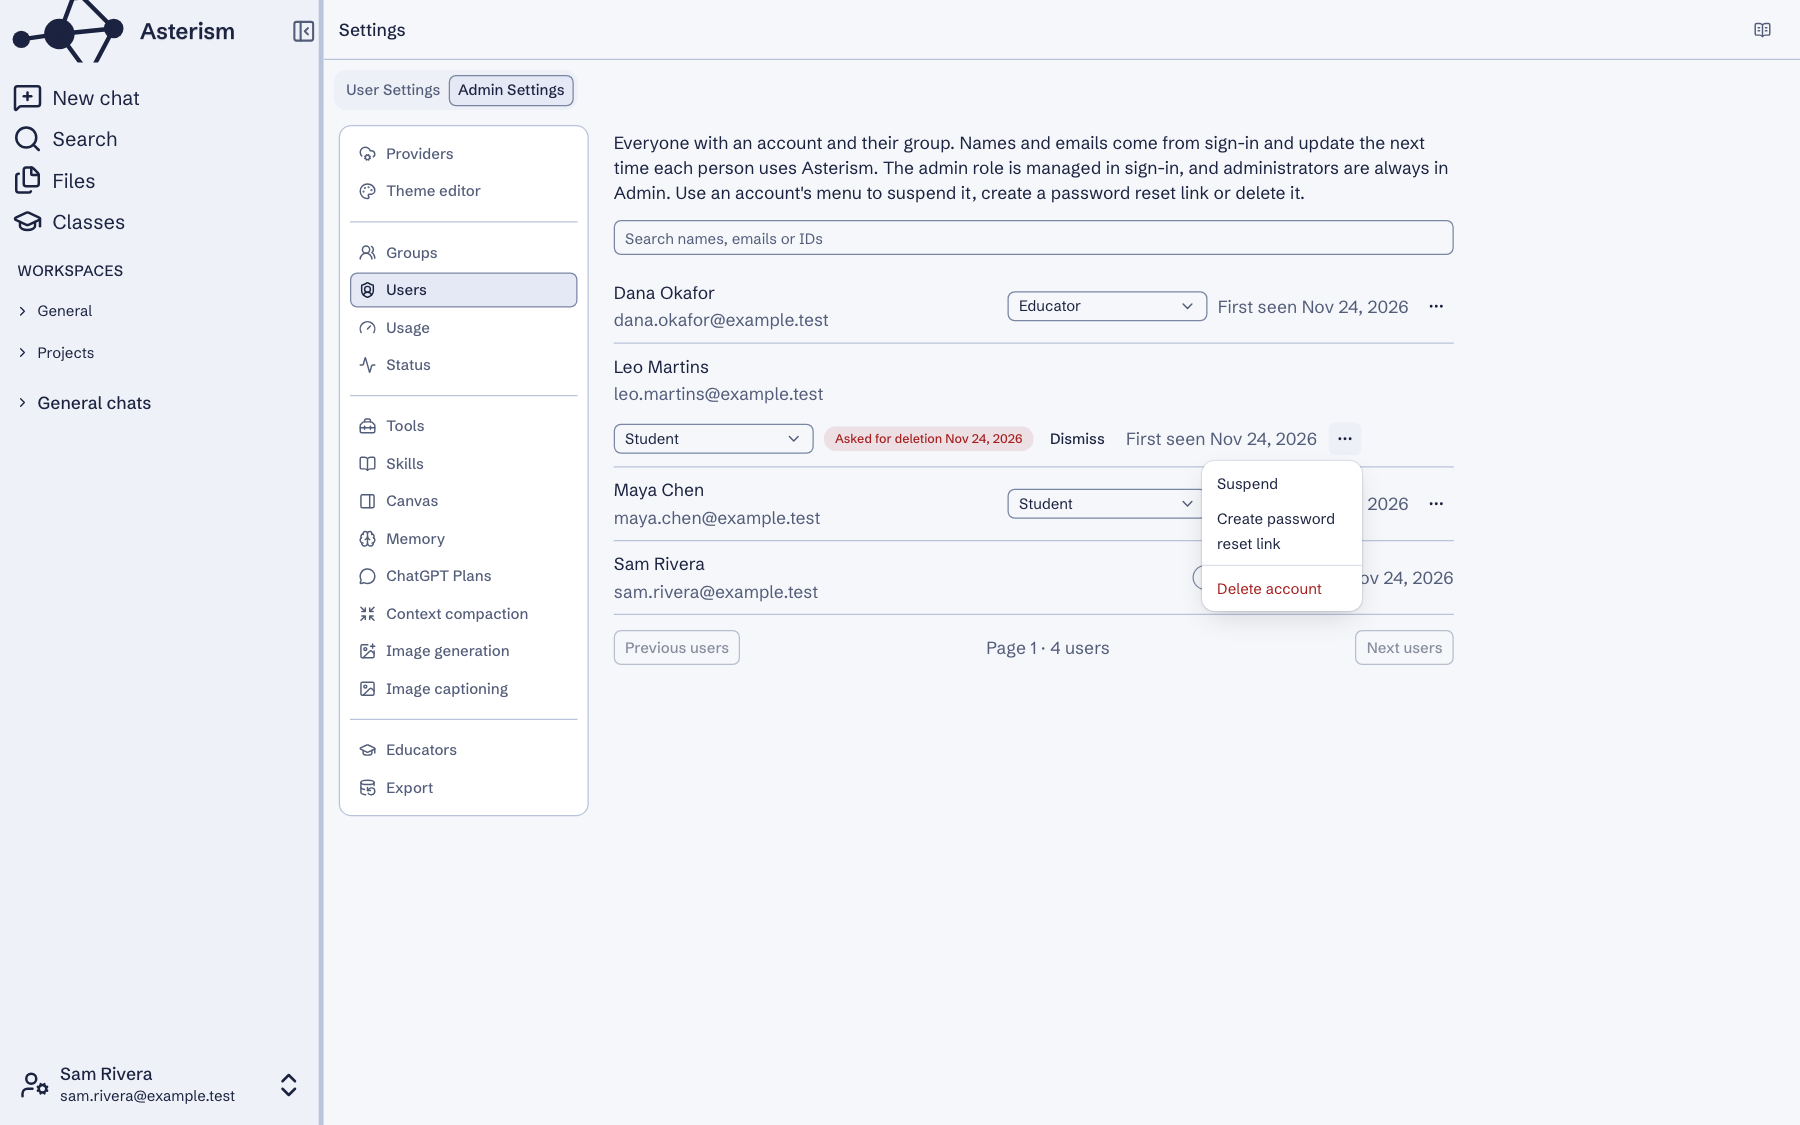 Asterism
New chat
Search
Files
Classes
WORKSPACES
General
Projects
General chats
Sam Rivera
sam.rivera@example.test
Settings
User Settings
Admin Settings
Providers
Theme editor
Groups
Users
Usage
Status
Tools
Skills
Canvas
Memory
ChatGPT Plans
Context compaction
Image generation
Image captioning
Educators
Export
Everyone with an account and their group. Names and emails come from sign-in and update the next
time each person uses Asterism. The admin role is managed in sign-in, and administrators are always in
Admin. Use an account's menu to suspend it, create a password reset link or delete it.
Search names, emails or IDs
Dana Okafor
dana.okafor@example.test
Educator
First seen Nov 24, 2026
Leo Martins
leo.martins@example.test
Student
Asked for deletion Nov 24, 2026
Dismiss
First seen Nov 24, 2026
Suspend
Create password
reset link
Delete account
Maya Chen
maya.chen@example.test
Student
2026
Sam Rivera
sam.rivera@example.test
24, 2026
Previous users
Page 1 · 4 users
Next users